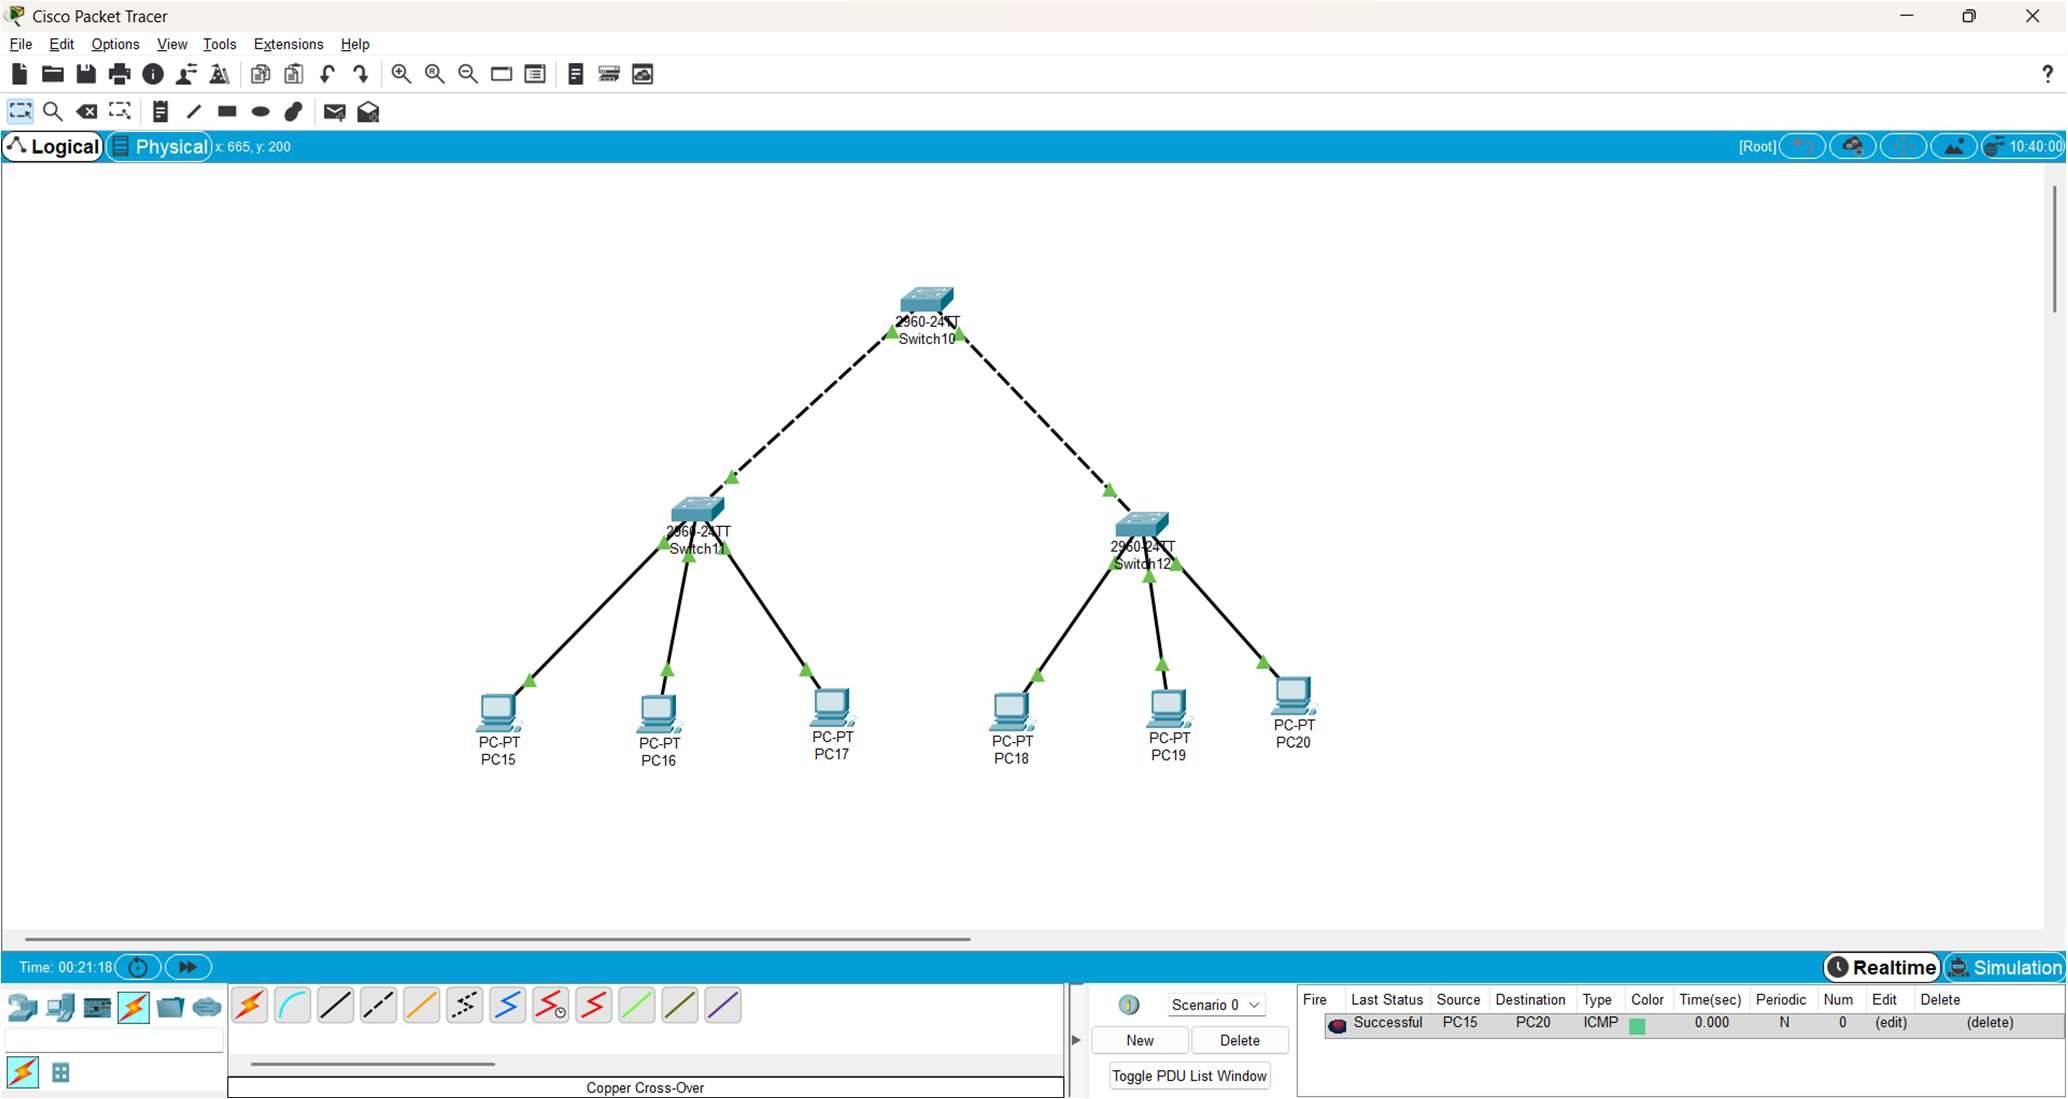 Cisco Packet Tracer
File Edit Options View Tools Extensions Help
?
Logical Physical x: 665, y: 200 [Root] 10:40:00
2960-24TT
Switch10
2960-24TT
Switch11
2960-24TT
Switch12
PC-PT
PC15
PC-PT
PC16
PC-PT
PC17
PC-PT
PC18
PC-PT
PC19
PC-PT
PC20
Time: 00:21:18 Realtime Simulation
Scenario 0
New Delete
Toggle PDU List Window
Fire Last Status Source Destination Type Color Time(sec) Periodic Num Edit Delete
Successful PC15 PC20 ICMP 0.000 N 0 (edit) (delete)
Copper Cross-Over